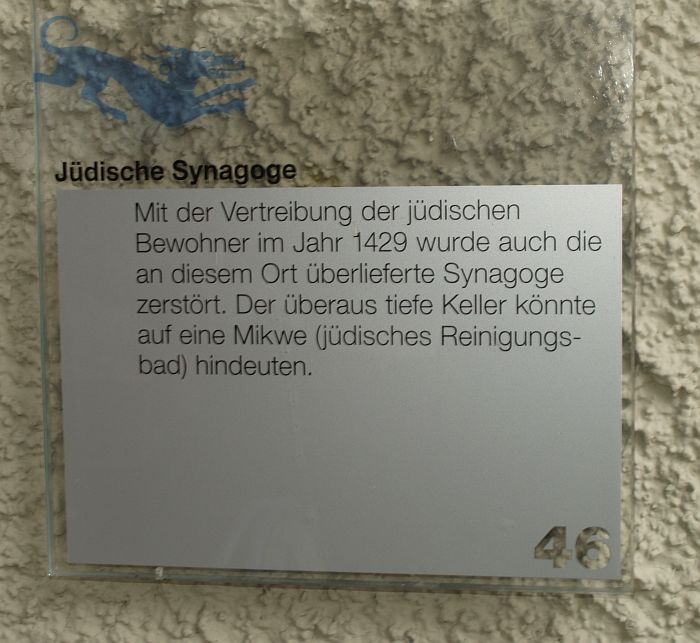 Jüdische Synagoge
Mit der Vertreibung der jüdischen
Bewohner im Jahr 1429 wurde auch die
an diesem Ort überlieferte Synagoge
zerstört. Der überaus tiefe Keller könnte
auf eine Mikwe (jüdisches Reinigungs-
bad) hindeuten.
46